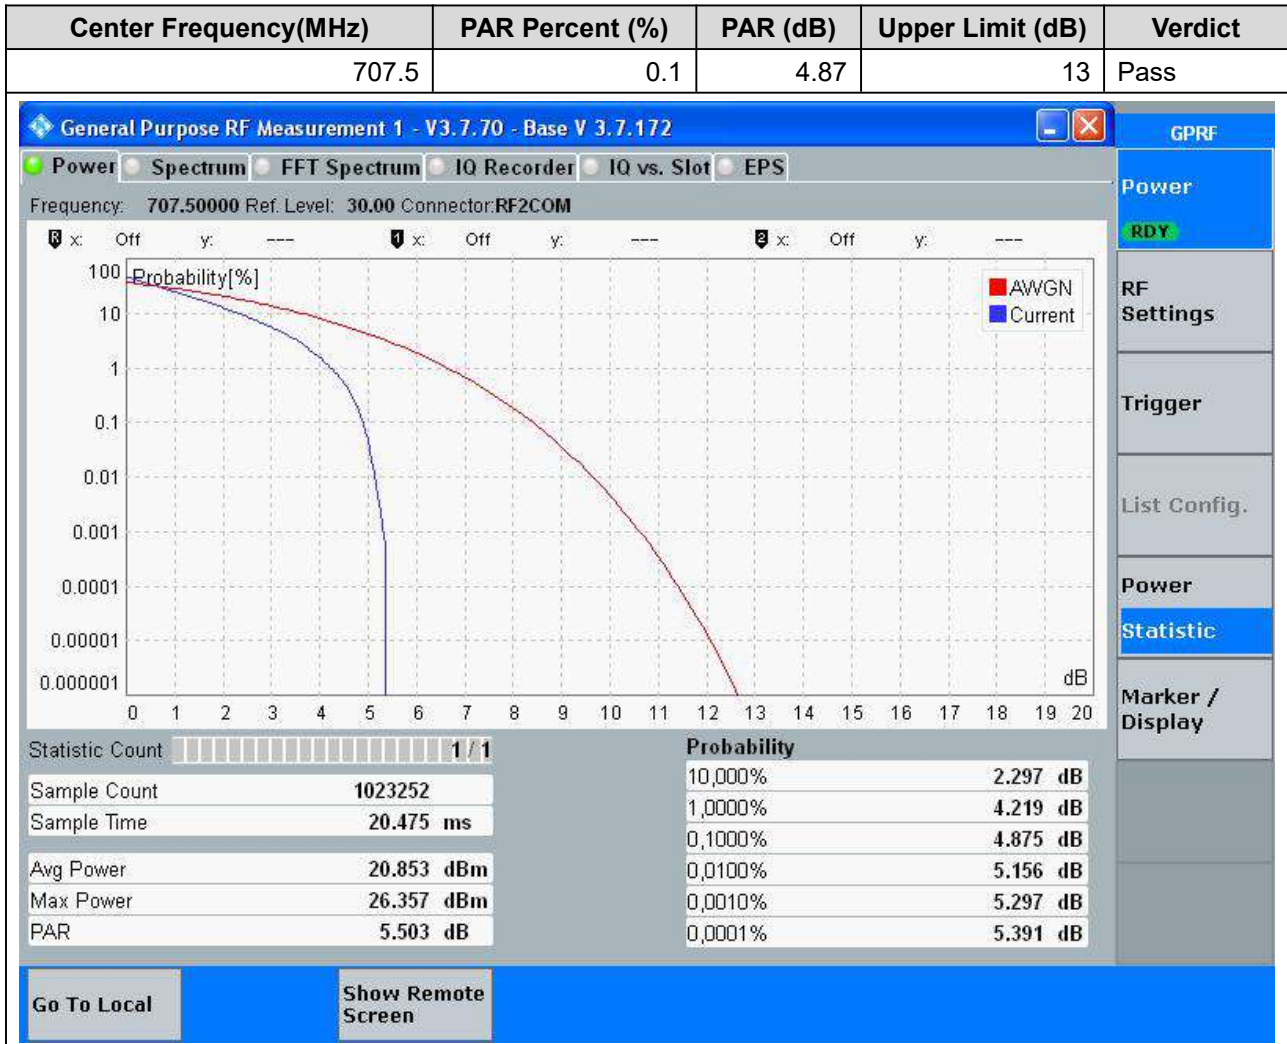 Center Frequency(MHz) PAR Percent (%) PAR (dB) Upper Limit (dB) Verdict
707.5 0.1 4.87 13 Pass
General Purpose RF Measurement 1 - V3.7.70 - Base V 3.7.172
GPRF
Power Spectrum FFT Spectrum IQ Recorder IQ vs. Slot EPS
Power
RDY
Frequency: 707.50000 Ref. Level: 30.00 Connector:RF2COM
R x: Off y: --- 1 x: Off y: --- 2 x: Off y: ---
RF
Settings
Trigger
List Config.
Power
Statistic
Marker /
Display
Probability[%]
AWGN
Current
100
10
1
0.1
0.01
0.001
0.0001
0.00001
0.000001
dB
0 1 2 3 4 5 6 7 8 9 10 11 12 13 14 15 16 17 18 19 20
Statistic Count 1 / 1
Sample Count 1023252
Sample Time 20.475 ms
Avg Power 20.853 dBm
Max Power 26.357 dBm
PAR 5.503 dB
Probability
10,000% 2.297 dB
1,0000% 4.219 dB
0,1000% 4.875 dB
0,0100% 5.156 dB
0,0010% 5.297 dB
0,0001% 5.391 dB
Go To Local
Show Remote
Screen